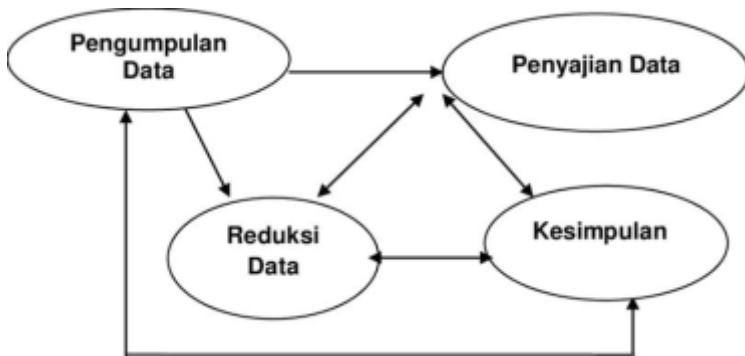 Pengumpulan
Data
Penyajian Data
Reduksi
Data
Kesimpulan